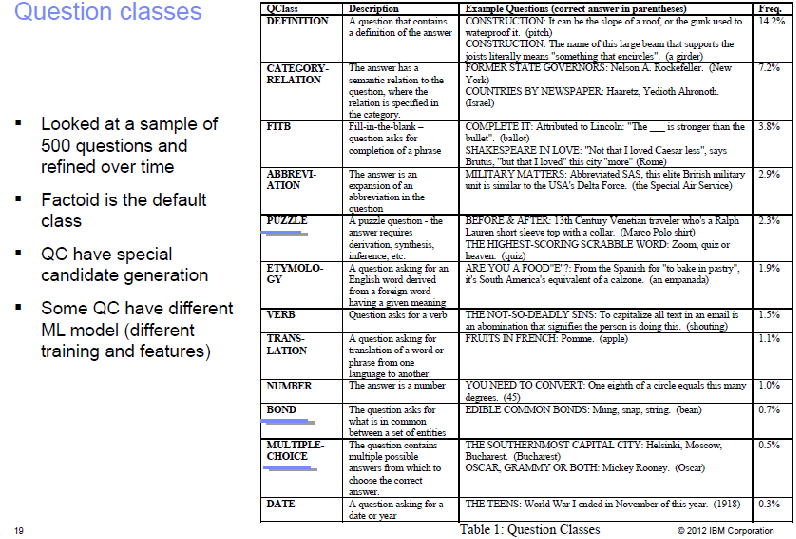 Question classes
▪ Looked at a sample of
500 questions and
refined over time
▪ Factoid is the default
class
▪ QC have special
candidate generation
▪ Some QC have different
ML model (different
training and features)
QClass Description Example Questions (correct answer in parentheses) Freq.
DEFINITION A question that contains CONSTRUCTION: It can be the slope of a roof, or the gunk used to 14.2%
a definition of the answer waterproof it. (pitch)
CONSTRUCTION: The name of this large beam that supports the
joists literally means "something that encircles" (a girder)
CATEGORY- The answer has a FORMER STATE GOVERNORS: Nelson A. Rockefeller. (New 7.2%
RELATION semantic relation to the York)
question, where the COUNTRIES BY NEWSPAPER: Haaretz, Yedioth Ahronoth.
relation is specified in (Israel)
the category.
FITB Fill-in-the-blank – COMPLETE IT: Attributed to Lincoln: "The ___ is stronger than the 3.8%
question asks for bullet". (ballot)
completion of a phrase SHAKESPEARE IN LOVE: "Not that I loved Caesar less", says
Brutus, "but that I loved" this city "more" (Rome)
ABBREVI- The answer is an MILITARY MATTERS: Abbreviated SAS, this elite British military 2.9%
ATION expansion of an unit is similar to the USA's Delta Force. (the Special Air Service)
abbreviation in the
question
PUZZLE A puzzle question - the BEFORE & AFTER: 13th Century Venetian traveler who's a Ralph 2.3%
answer requires Lauren short sleeve top with a collar. (Marco Polo shirt)
derivation, synthesis, THE HIGHEST-SCORING SCRABBLE WORD: Zoom, quiz or
inference, etc. heaven. (quiz)
ETYMOLO- A question asking for an ARE YOU A FOOD"E"?: From the Spanish for "to bake in pastry", 1.9%
GY English word derived it's South America's equivalent of a calzone. (an empanada)
from a foreign word
having a given meaning
VERB Question asks for a verb THE NOT-SO-DEADLY SINS: To capitalize all text in an email is 1.5%
an abomination that signifies the person is doing this. (shouting)
TRANS- A question asking for FRUITS IN FRENCH: Pomme. (apple) 1.1%
LATION translation of a word or
phrase from one
language to another
NUMBER The answer is a number YOU NEED TO CONVERT: One eighth of a circle equals this many 1.0%
degrees. (45)
BOND The question asks for EDIBLE COMMON BONDS: Mung, snap, string. (bean) 0.7%
what is in common
between a set of entities
MULTIPLE- The question contains THE SOUTHERNMOST CAPITAL CITY: Helsinki, Moscow, 0.5%
CHOICE multiple possible Bucharest. (Bucharest)
answers from which to OSCAR, GRAMMY OR BOTH: Mickey Rooney. (Oscar)
choose the correct
answer.
DATE A question asking for a THE TEENS: World War I ended in November of this year. (1918) 0.3%
date or year
Table 1: Question Classes
19 © 2012 IBM Corporation